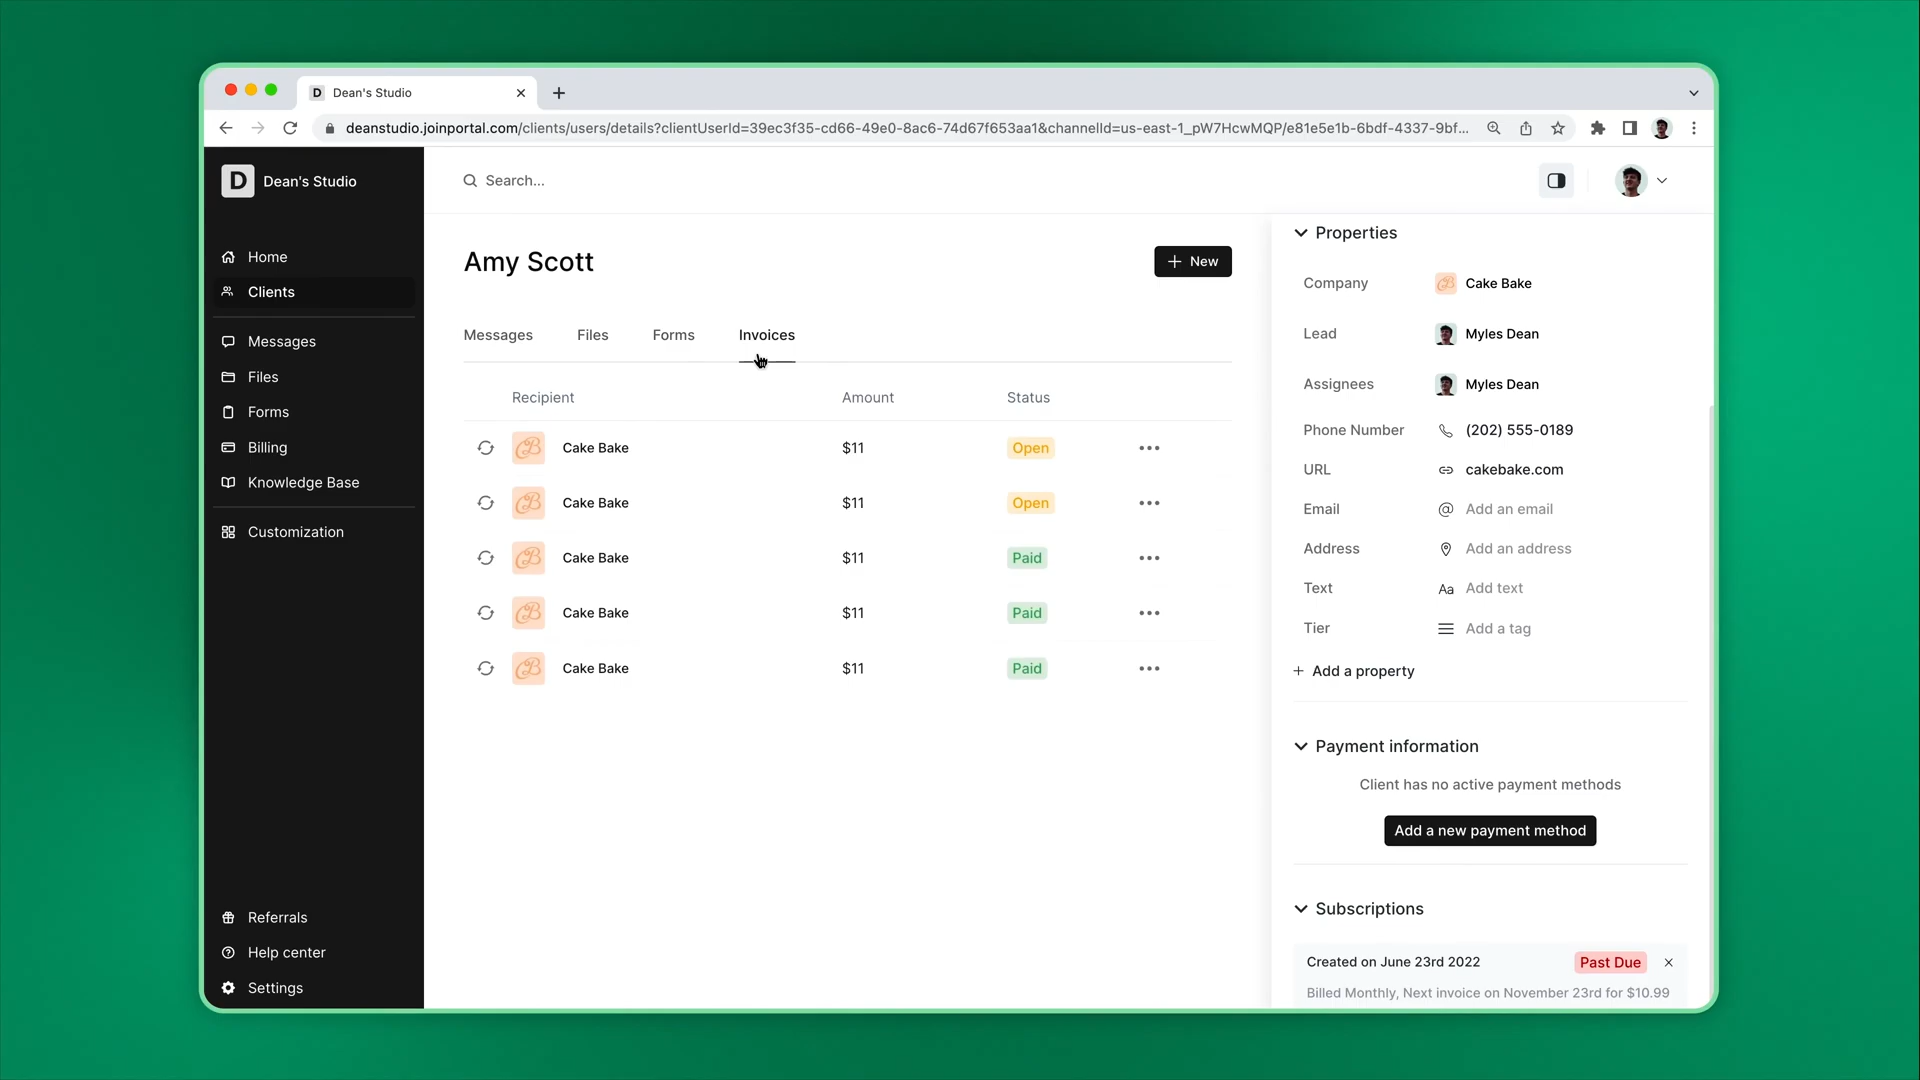 D Dean's Studio
deanstudio.joinportal.com/clients/users/details?clientUserId=39ec3f35-cd66-49e0-8ac6-74d67f653aa1&channelId=us-east-1_pW7HcwMQP/e81e5e1b-6bdf-4337-9bf...
D Dean's Studio
Home
Clients
Messages
Files
Forms
Billing
Knowledge Base
Customization
Referrals
Help center
Settings
Search...
Amy Scott
+ New
Messages Files Forms Invoices
Recipient Amount Status
CB Cake Bake $11 Open
CB Cake Bake $11 Open
CB Cake Bake $11 Paid
CB Cake Bake $11 Paid
CB Cake Bake $11 Paid
Properties
Company CB Cake Bake
Lead Myles Dean
Assignees Myles Dean
Phone Number (202) 555-0189
URL cakebake.com
Email @ Add an email
Address Add an address
Text Aa Add text
Tier Add a tag
+ Add a property
Payment information
Client has no active payment methods
Add a new payment method
Subscriptions
Created on June 23rd 2022 Past Due
Billed Monthly, Next invoice on November 23rd for $10.99